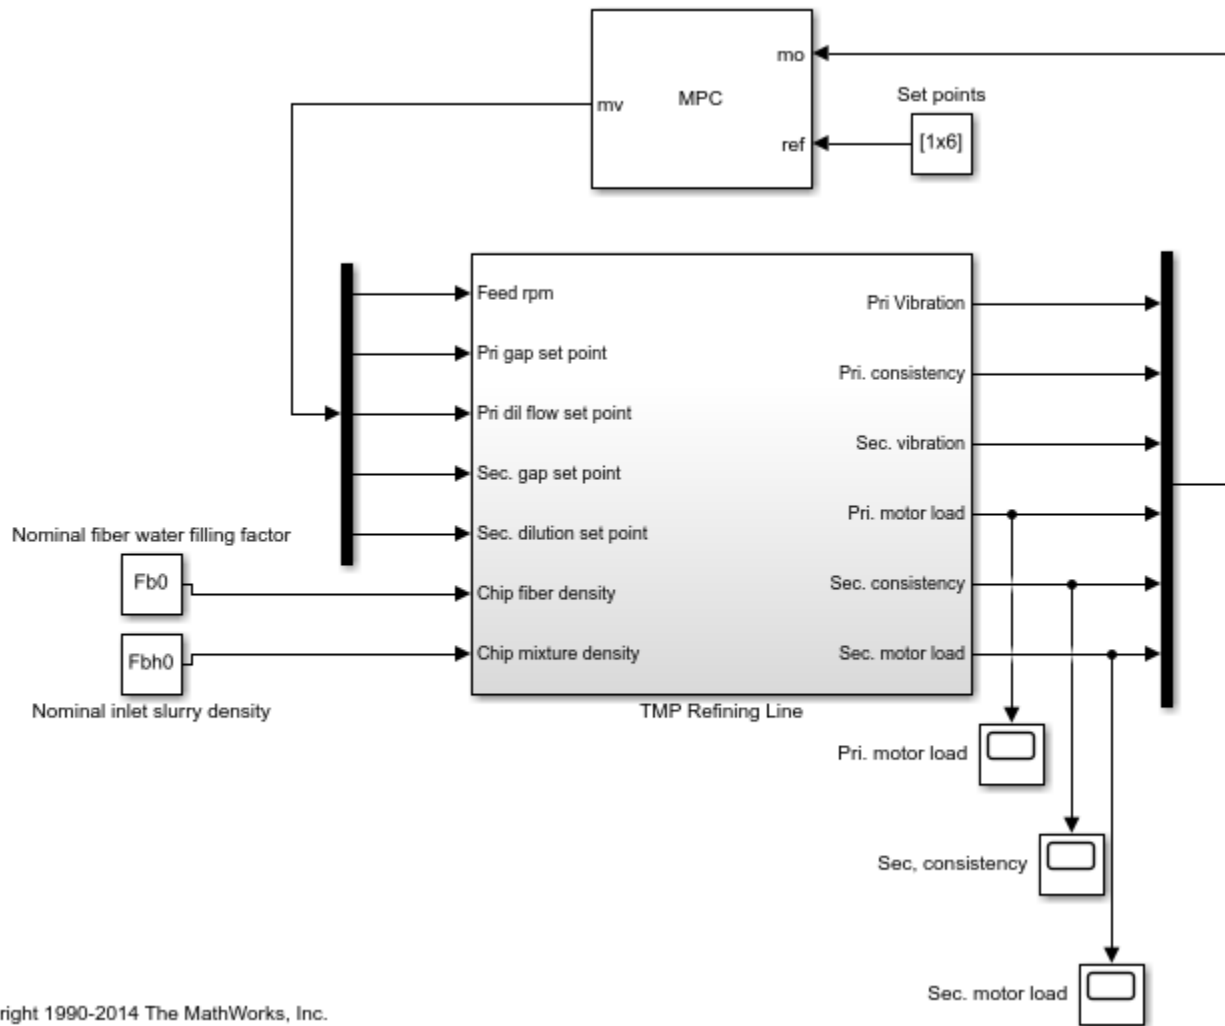 mo
MPC
mv
Set points
[1x6]
ref
Feed rpm
Pri Vibration
Pri gap set point
Pri. consistency
Pri dil flow set point
Sec. vibration
Sec. gap set point
Pri. motor load
Nominal fiber water filling factor
Sec. dilution set point
Fb0
Sec. consistency
Chip fiber density
Fbh0
Chip mixture density
Sec. motor load
Nominal inlet slurry density
TMP Refining Line
Pri. motor load
Sec, consistency
Sec. motor load
right 1990-2014 The MathWorks, Inc.